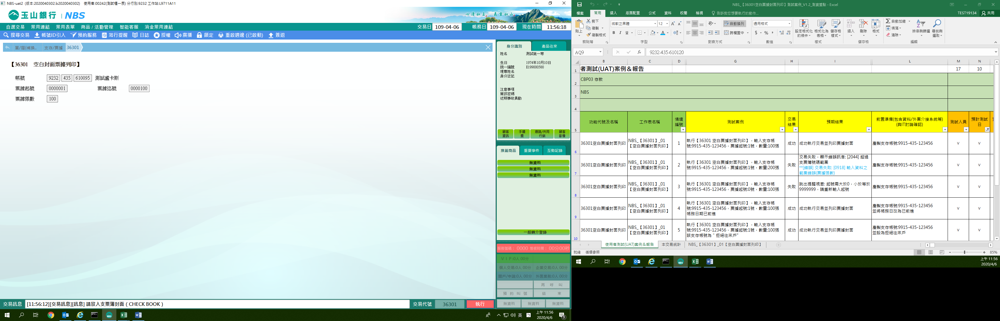 NBS-uat2 (版本:2020040302.b2020040302) 使用者:00242(測試櫃一辰) 分行別:9232 工作站:L9711A11
玉山銀行 | NBS
心清如玉。義重如山。
自選交易 常用連結 常用表單 商品 / 活動管理 智能客服 消金常用連結
交易日 109-04-06 帳務日 109-04-06 現在時間 11:56:18
搜尋交易 帳號ID引入 預約服務 蒞行提醒 日誌 授權 廣播 鎖定 重啟週邊 (已啟動) 簽退
單/摺(補換.. 支存/票據 36301
【36301 空白封面票據列印】
帳號 9232 435 610095 測試盧卡斯
票據起號 0000001 票據迄號 0000100
票據張數 100
身分識別 產品往來
姓名 測試施一寒
生日 1974年10月10日
統一編號 E199000580
理專姓名
身分註記
注意事項
簡訊密碼
近期事故異動
顧客資訊 手續費 通路/共同行銷 顧客影像
推薦商品 重要事件 互動記錄
無資料
無資料
無資料
一般轉介登錄
服務號碼： 0000 等候時間： 00分00秒
ＶＩＰ:0人 00分
個人交易:0人 00分 企業交易:0人 00分
開戶/申請:0人 00分 外匯業務:0人 00分
再 呼 叫
預 約 叫 號 結 束
無資料 無資料 無資料
交易訊息 [11:56:12][交易訊息][訊息] 請放入支票簿封面 ( CHECK BOOK ) 交易代號 36301 執行
英
上午 11:56
2020/4/6
3
NBS_【36301空白票據封面列印】測試案例_V1.2_測資盤點 - Excel
檔案 常用 插入 版面配置 公式 資料 校閱 檢視 告訴我您想要執行的動作... TEST19134 共用
貼上 剪下 複製 複製格式
微軟正黑體 12
B I U
自動換列 跨欄置中
通用格式
$ %
設定格式化的條件 格式化為表格 儲存格樣式
插入 刪除 格式
自動加總 填滿 清除
排序與篩選 尋找與選取
剪貼簿 字型 對齊方式 數值 樣式 儲存格 編輯
AQ9 fx 9232-435-610120
B C D G H I L M N
1 者測試(UAT)案例＆報告 17 10
2 CBP03 存款
3 NBS
4
5 功能代號及名稱 工作表名稱 情境編號 測試案例 交易結果 預期結果 前置準備(包含資料/外圍介接系統等)(與IT討論確認) 測試人員 預計測試日
6 36301空白票據封面列印 NBS_【36301】_01【空白票據封面列印】 1 執行【36301 空白票據封面列印】，輸入支存帳號:9915-435-123456，票據起號:1號，數量:100張 成功 成功執行交易並列印票據封面 產製支存帳號:9915-435-123456 V V
7 36301空白票據封面列印 NBS_【36301】_01【空白票據封面列印】 2 執行【36301 空白票據封面列印】，輸入支存帳號:9915-435-123456，票據起號:1號，數量:200張 失敗 交易失敗，顯示錯誤訊息: [2044] 超過支票簿號碼範圍
**[錯誤] 交易失敗: [0918] 輸入資料之範圍錯誤(票據張數) 產製支存帳號:9915-435-123456 V V
8 36301空白票據封面列印 NBS_【36301】_01【空白票據封面列印】 3 執行【36301 空白票據封面列印】，輸入支存帳號:9915-435-123456，票據起號:0號，數量:100張 失敗 跳出提醒視窗: 起號需大於0，小於等於9999999，請重新輸入起號 產製支存帳號:9915-435-123456 V V
9 36301空白票據封面列印 NBS_【36301】_01【空白票據封面列印】 4 執行【36301 空白票據封面列印】，輸入支存帳號:9915-435-123456，票據起號:1號，數量:100張 帳務日期已前進 成功 成功執行交易並列印票據封面 產製支存帳號:9915-435-123456 並將帳務日改為已前進 V V
10 36301空白票據封面列印 NBS_【36301】_01【空白票據封面列印】 5 執行【36301 空白票據封面列印】，輸入支存帳號:9915-435-123456，票據起號:1號，數量:100張 該支存帳號為＂拒絕往來戶" 成功 成功執行交易並列印票據封面 產製支存帳號:9915-435-123456 並設為拒絕往來戶 V V
使用者測試(UAT)案例＆報告 本交易統計 NBS_【36301】_01【空白票據封面列印】
就緒 循環參照 85%
上午 11:56
2020/4/6